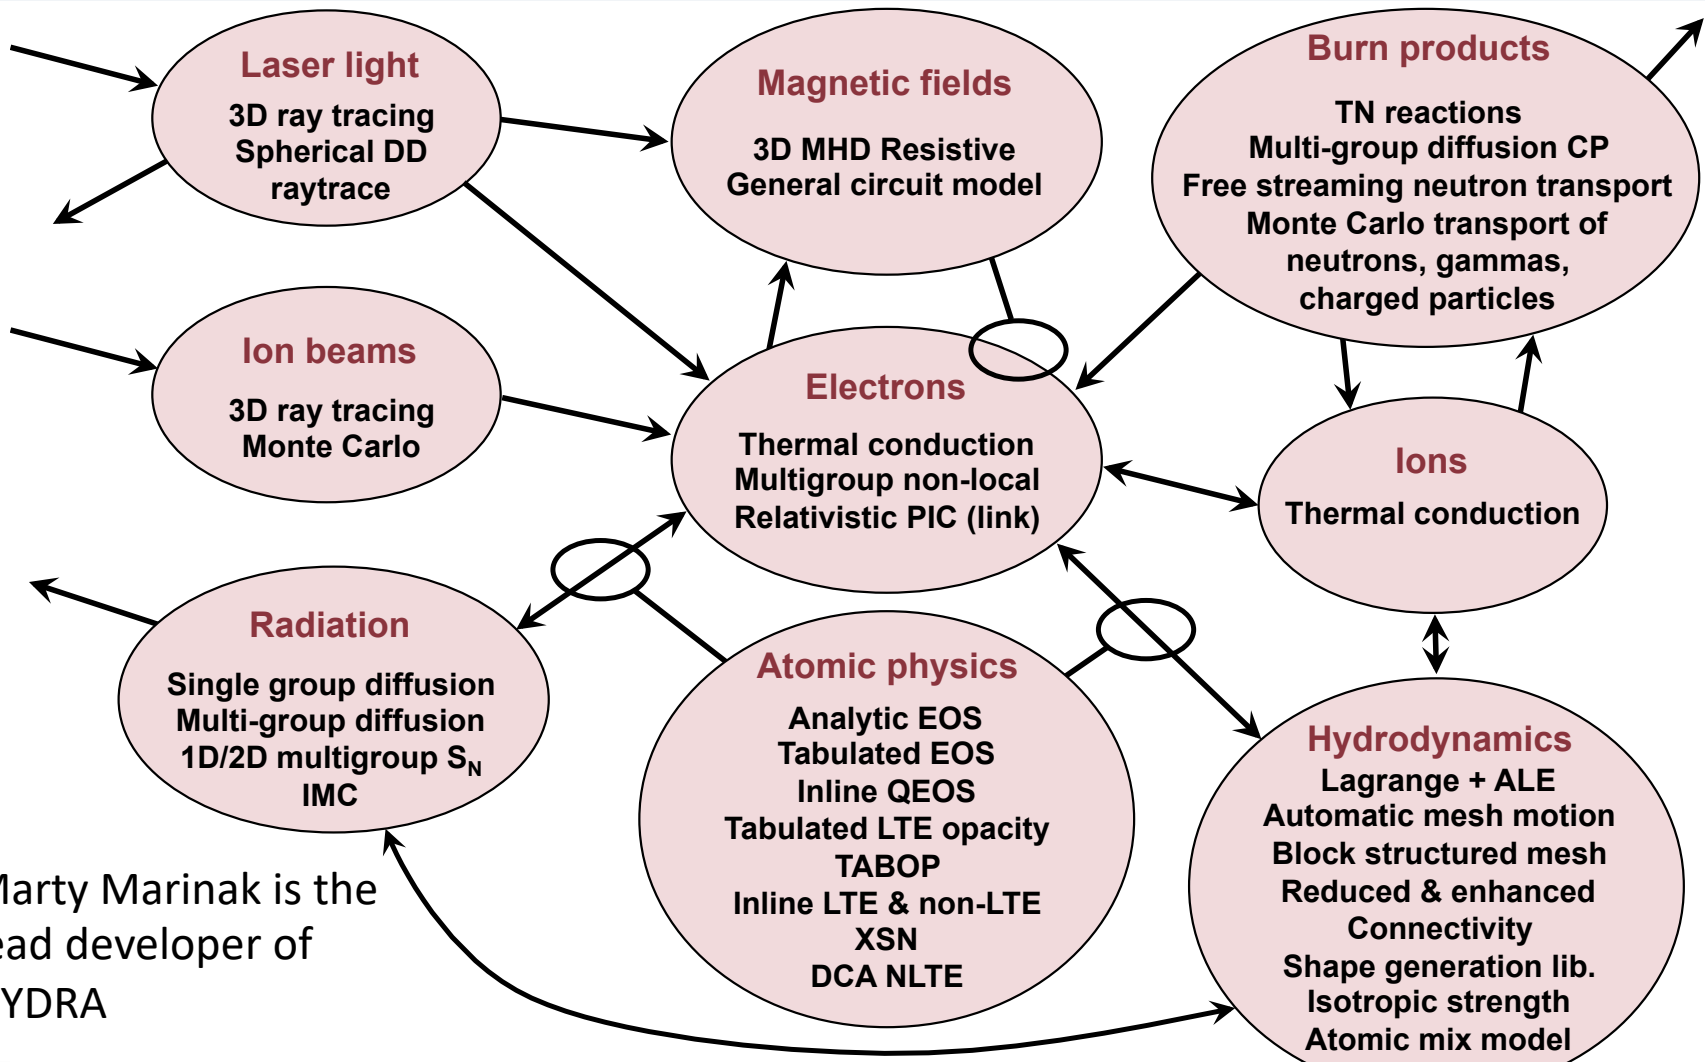 Laser light
3D ray tracing
Spherical DD
raytrace
Magnetic fields
3D MHD Resistive
General circuit model
Burn products
TN reactions
Multi-group diffusion CP
Free streaming neutron transport
Monte Carlo transport of
neutrons, gammas,
charged particles
Ion beams
3D ray tracing
Monte Carlo
Electrons
Thermal conduction
Multigroup non-local
Relativistic PIC (link)
Ions
Thermal conduction
Radiation
Single group diffusion
Multi-group diffusion
1D/2D multigroup SN
IMC
Atomic physics
Analytic EOS
Tabulated EOS
Inline QEOS
Tabulated LTE opacity
TABOP
Inline LTE & non-LTE
XSN
DCA NLTE
Hydrodynamics
Lagrange + ALE
Automatic mesh motion
Block structured mesh
Reduced & enhanced
Connectivity
Shape generation lib.
Isotropic strength
Atomic mix model
Marty Marinak is the
ead developer of
YDRA